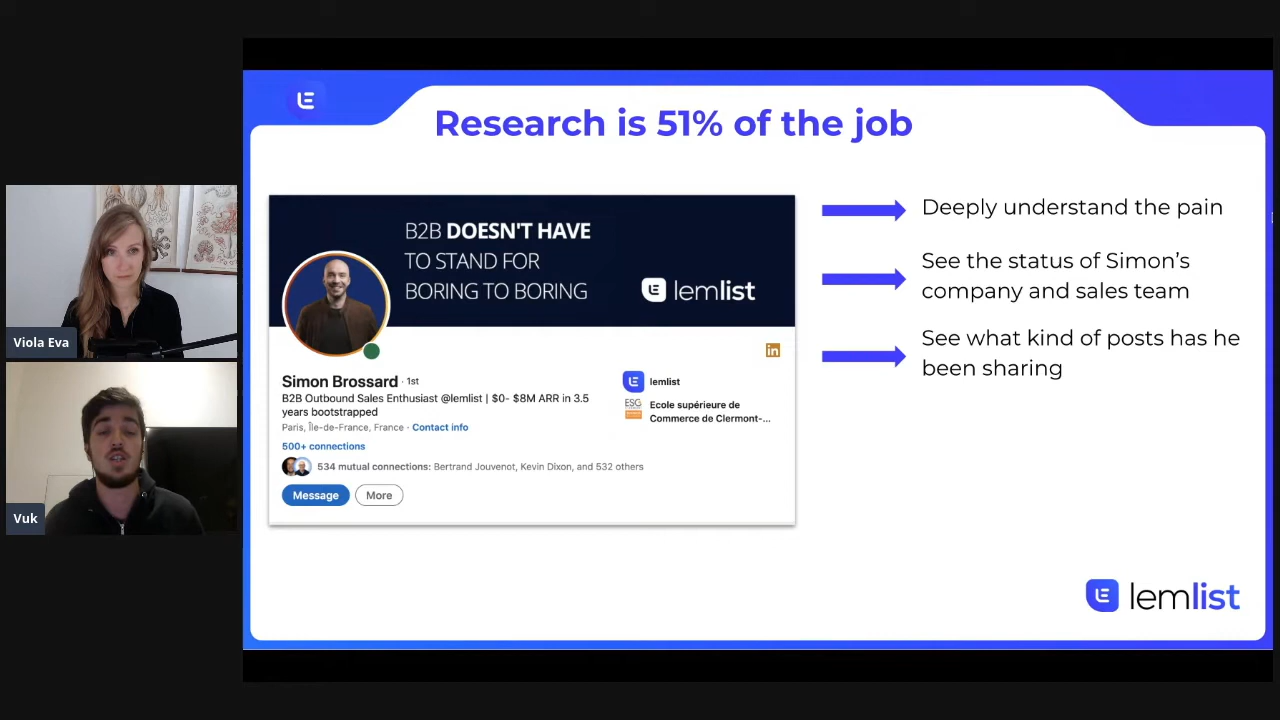 Research is 51% of the job
B2B DOESN'T HAVE
TO STAND FOR
BORING TO BORING
lemlist
in
Simon Brossard · 1st
B2B Outbound Sales Enthusiast @lemlist | $0- $8M ARR in 3.5
years bootstrapped
Paris, Île-de-France, France · Contact info
500+ connections
534 mutual connections: Bertrand Jouvenot, Kevin Dixon, and 532 others
Message
More
lemlist
ESG
Ecole supérieure de
Commerce de Clermont-...
Deeply understand the pain
See the status of Simon’s
company and sales team
See what kind of posts has he
been sharing
lemlist
Viola Eva
Vuk